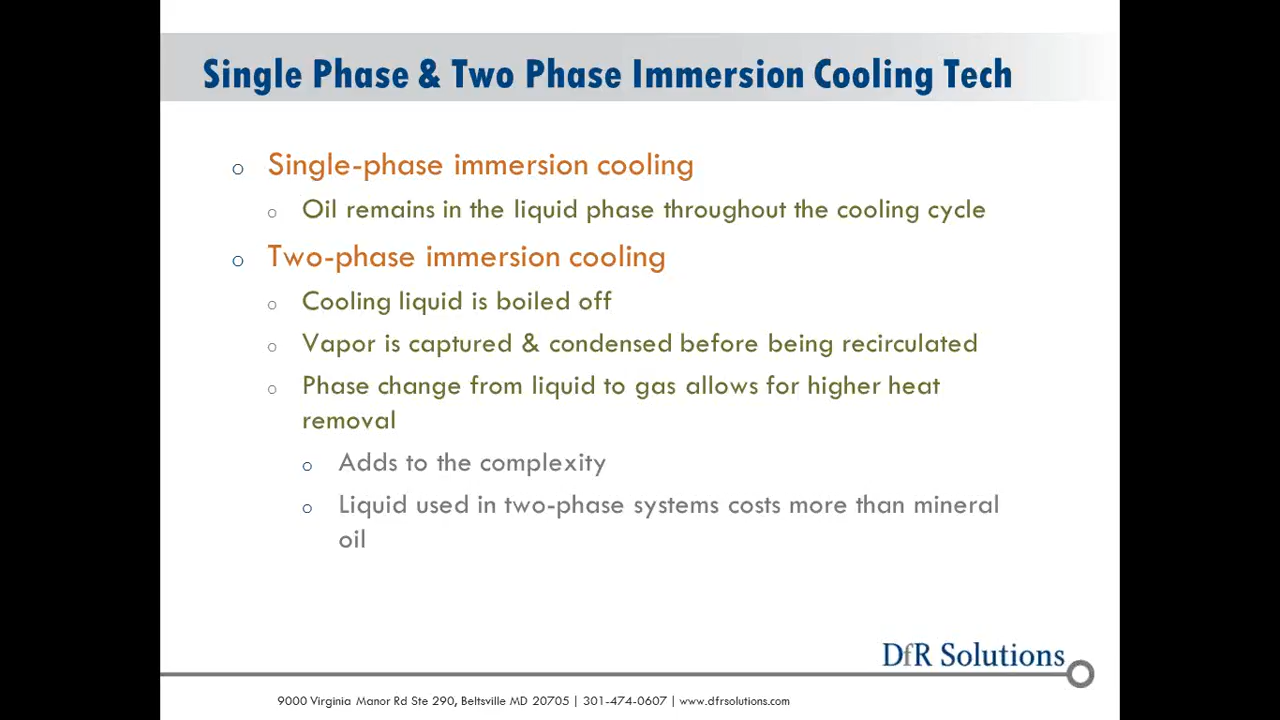 Single Phase & Two Phase Immersion Cooling Tech
Single-phase immersion cooling
Oil remains in the liquid phase throughout the cooling cycle
Two-phase immersion cooling
Cooling liquid is boiled off
Vapor is captured & condensed before being recirculated
Phase change from liquid to gas allows for higher heat
removal
Adds to the complexity
Liquid used in two-phase systems costs more than mineral
oil
DfR Solutions
9000 Virginia Manor Rd Ste 290, Beltsville MD 20705 | 301-474-0607 | www.dfrsolutions.com